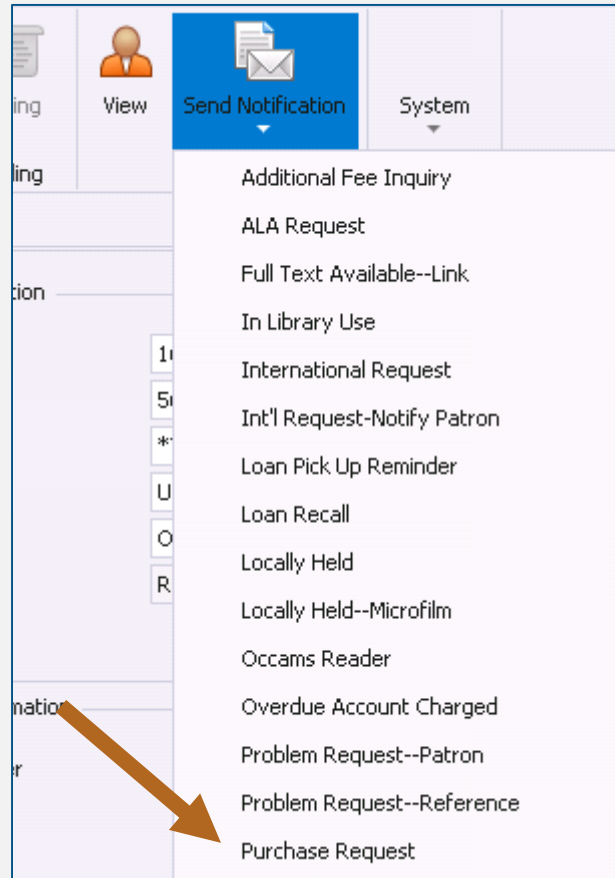 View
Send Notification
System
Additional Fee Inquiry
ALA Request
Full Text Available--Link
In Library Use
International Request
Int'l Request-Notify Patron
Loan Pick Up Reminder
Loan Recall
Locally Held
Locally Held--Microfilm
Occams Reader
Overdue Account Charged
Problem Request--Patron
Problem Request--Reference
Purchase Request